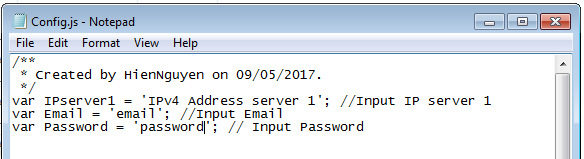 Config.js - Notepad
File Edit Format View Help
/**
 * Created by HienNguyen on 09/05/2017.
 */
var IPserver1 = 'IPv4 Address server 1'; //Input IP server 1
var Email = 'email'; //Input Email
var Password = 'password'; // Input Password